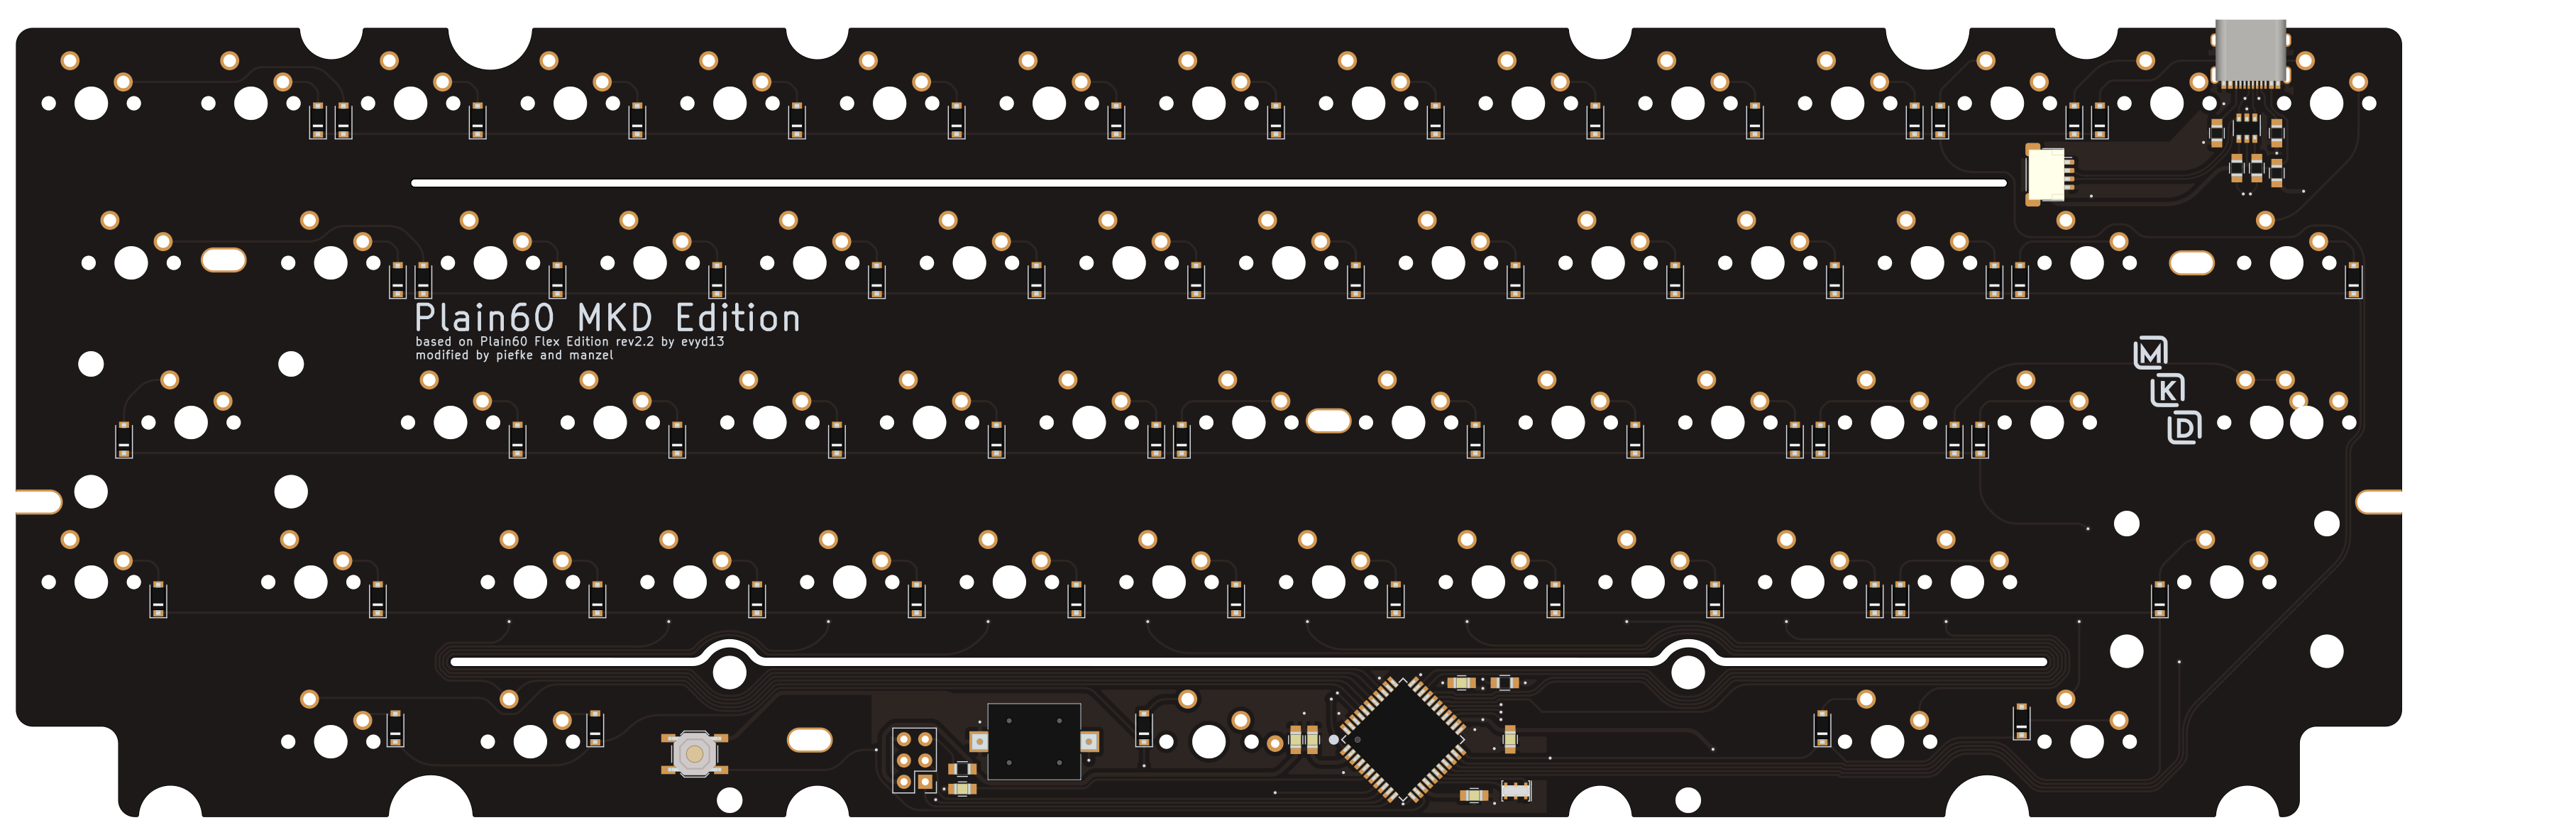 Plain60 MKD Edition
based on Plain60 Flex Edition rev2.2 by evyd13
modified by piefke and manzel
M
K
D